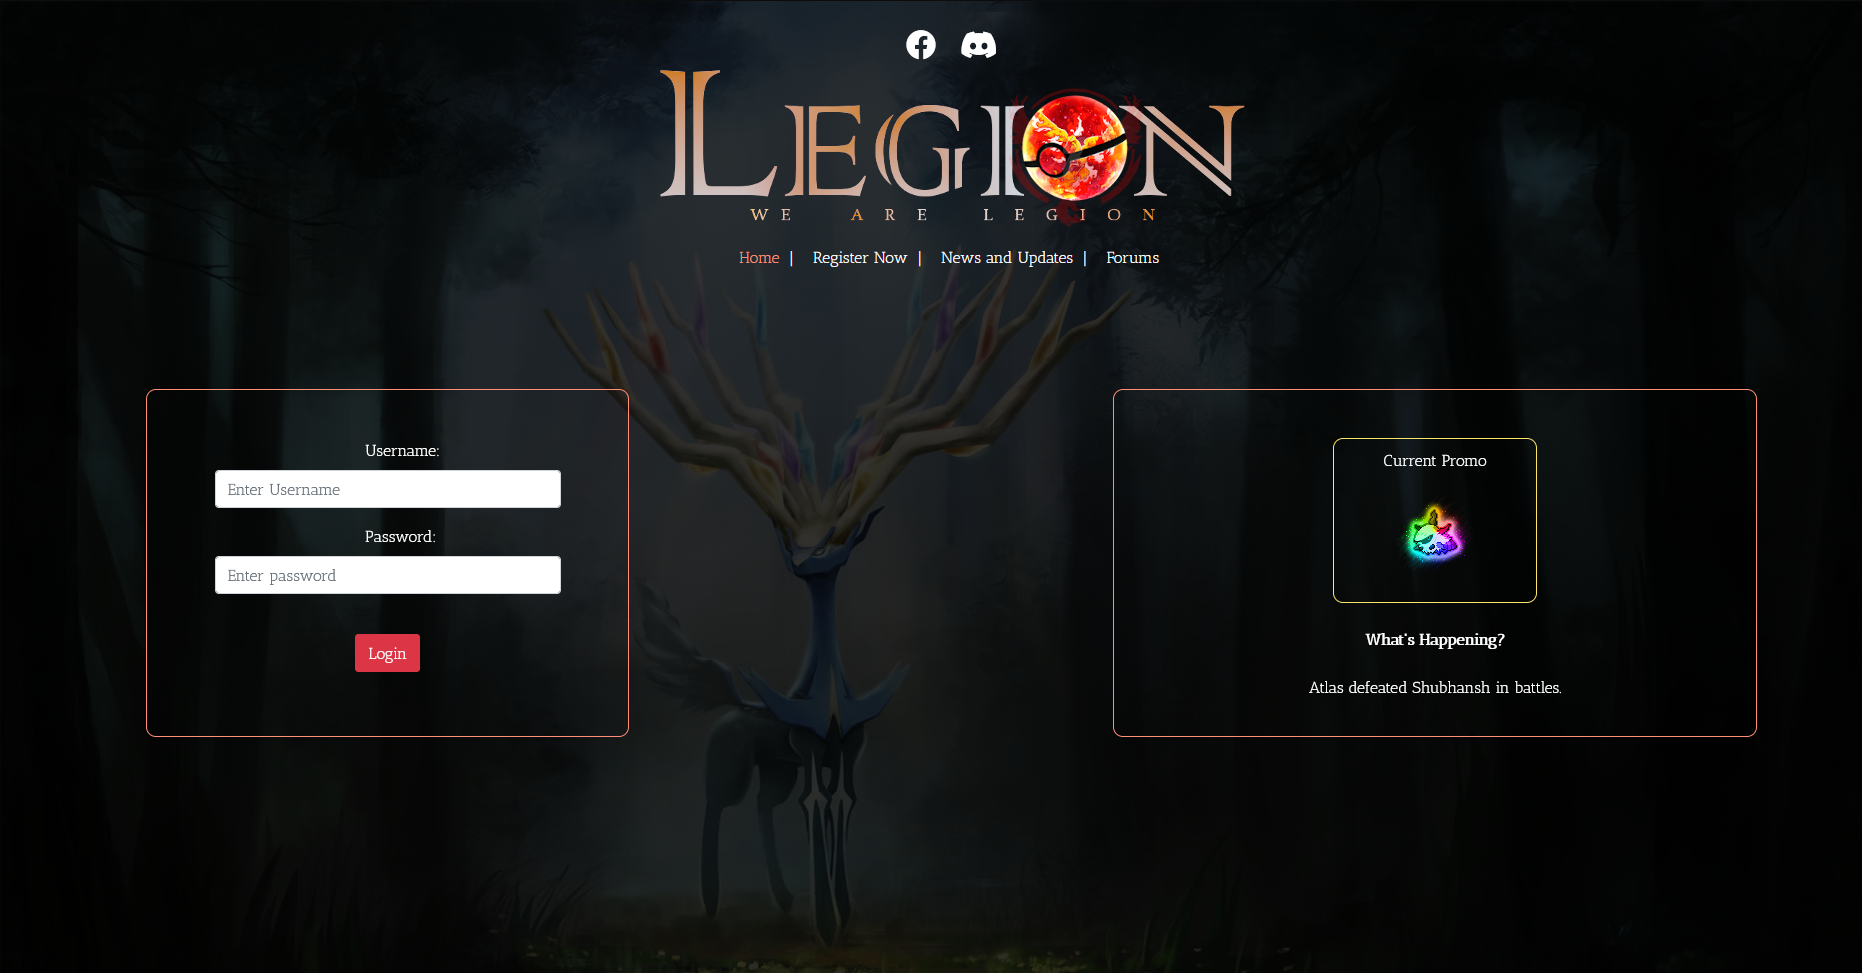 LEGION
WE ARE LEGION
Home | Register Now | News and Updates | Forums
Username:
Enter Username
Password:
Enter password
Login
Current Promo
What's Happening?
Atlas defeated Shubhansh in battles.